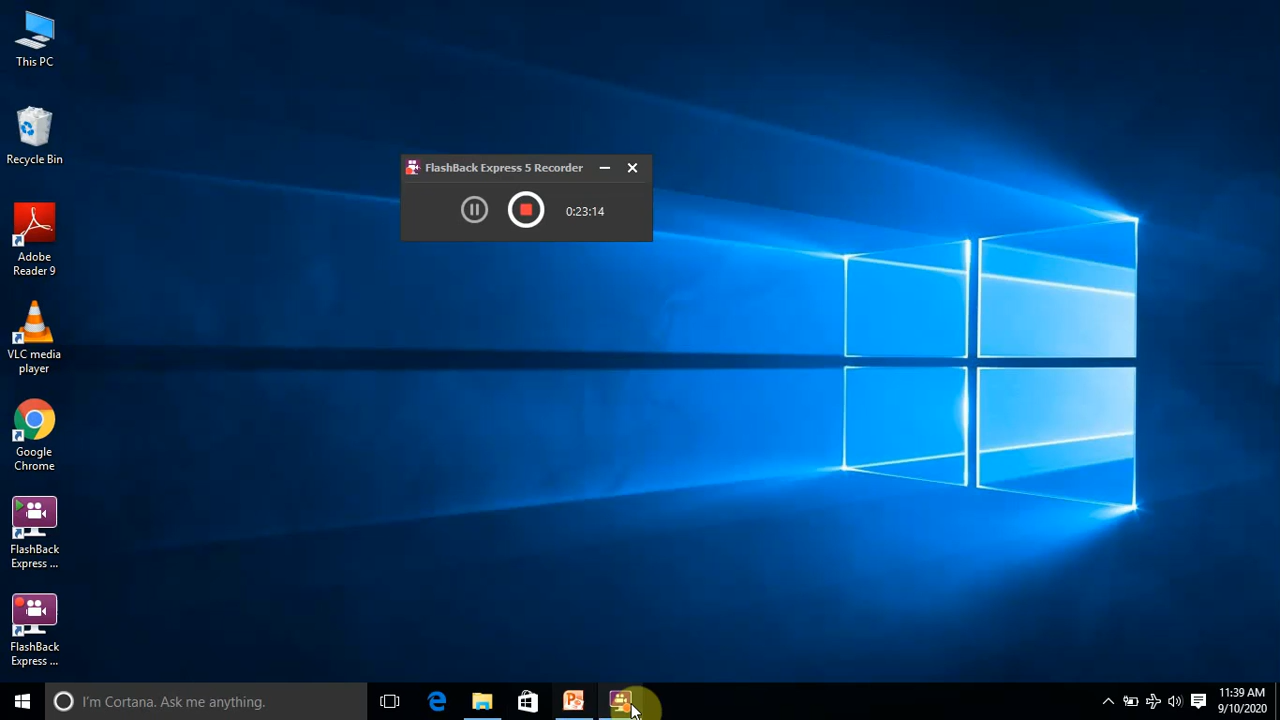 This PC
Recycle Bin
Adobe
Reader 9
VLC media
player
Google
Chrome
FlashBack
Express ...
FlashBack
Express ...
FlashBack Express 5 Recorder
0:23:14
I'm Cortana. Ask me anything.
11:39 AM
9/10/2020